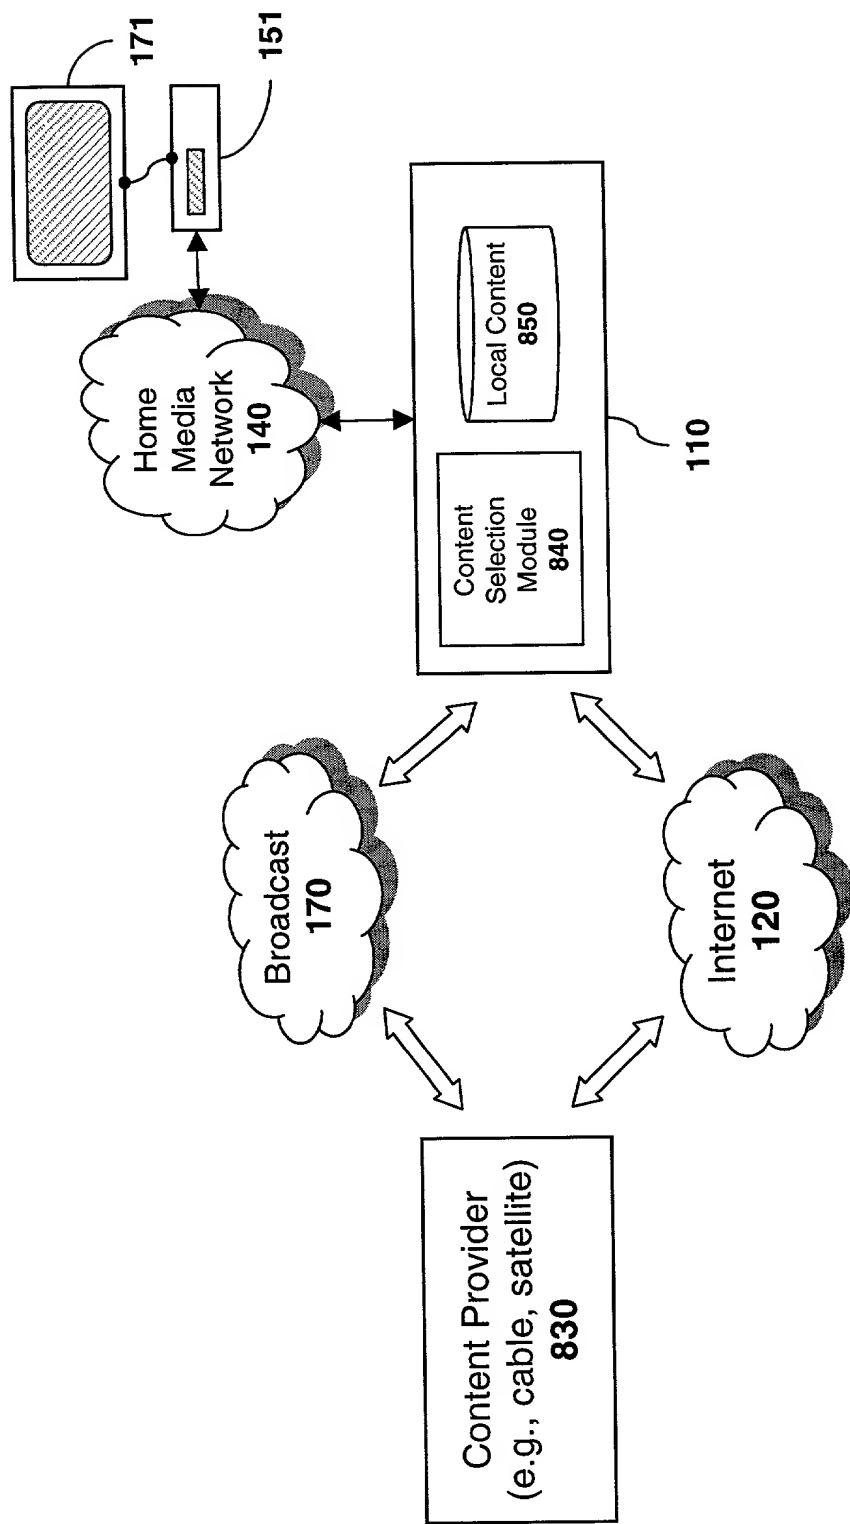 Content Provider
(e.g., cable, satellite)
830
Broadcast
170
Internet
120
Content
Selection
Module
840
Local Content
850
110
Home
Media
Network
140
171
151